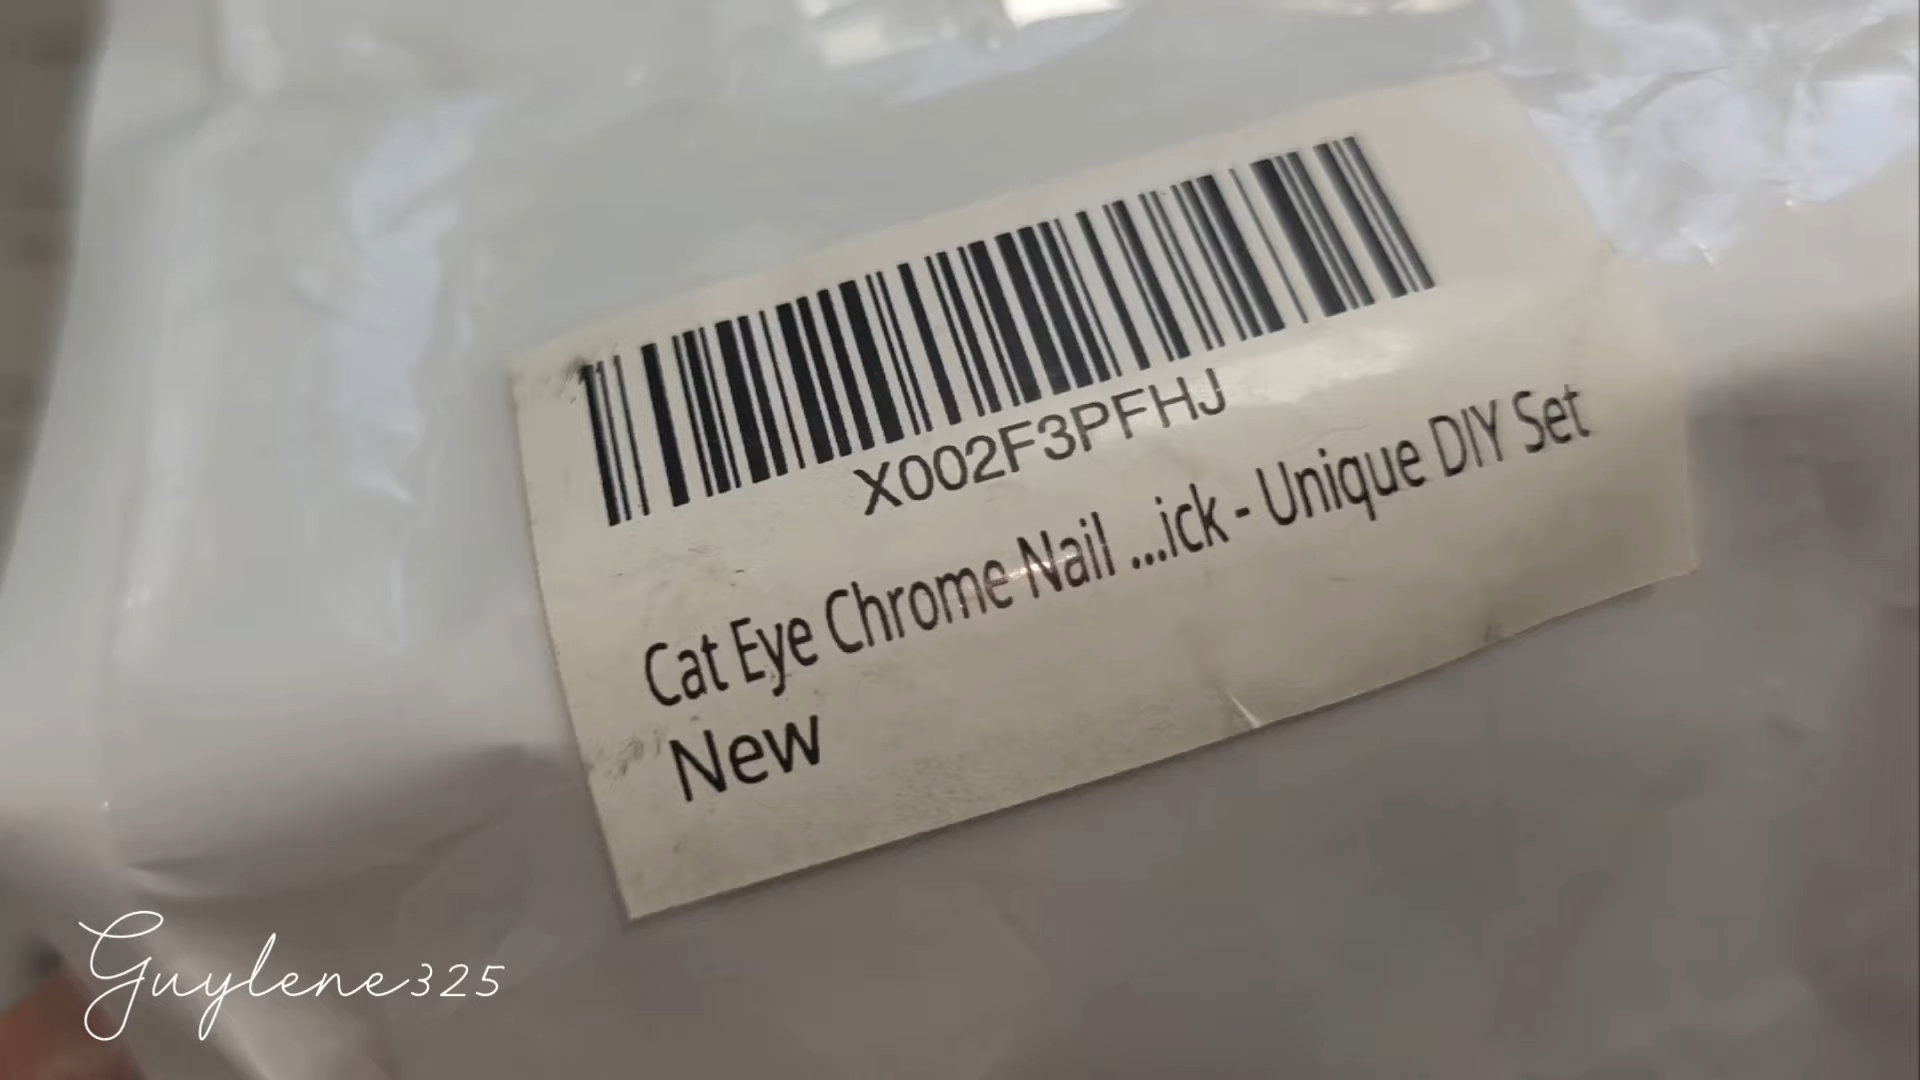 X002F3PFHJ
Cat Eye Chrome Nail ...ick - Unique DIY Set
New
Guylene325